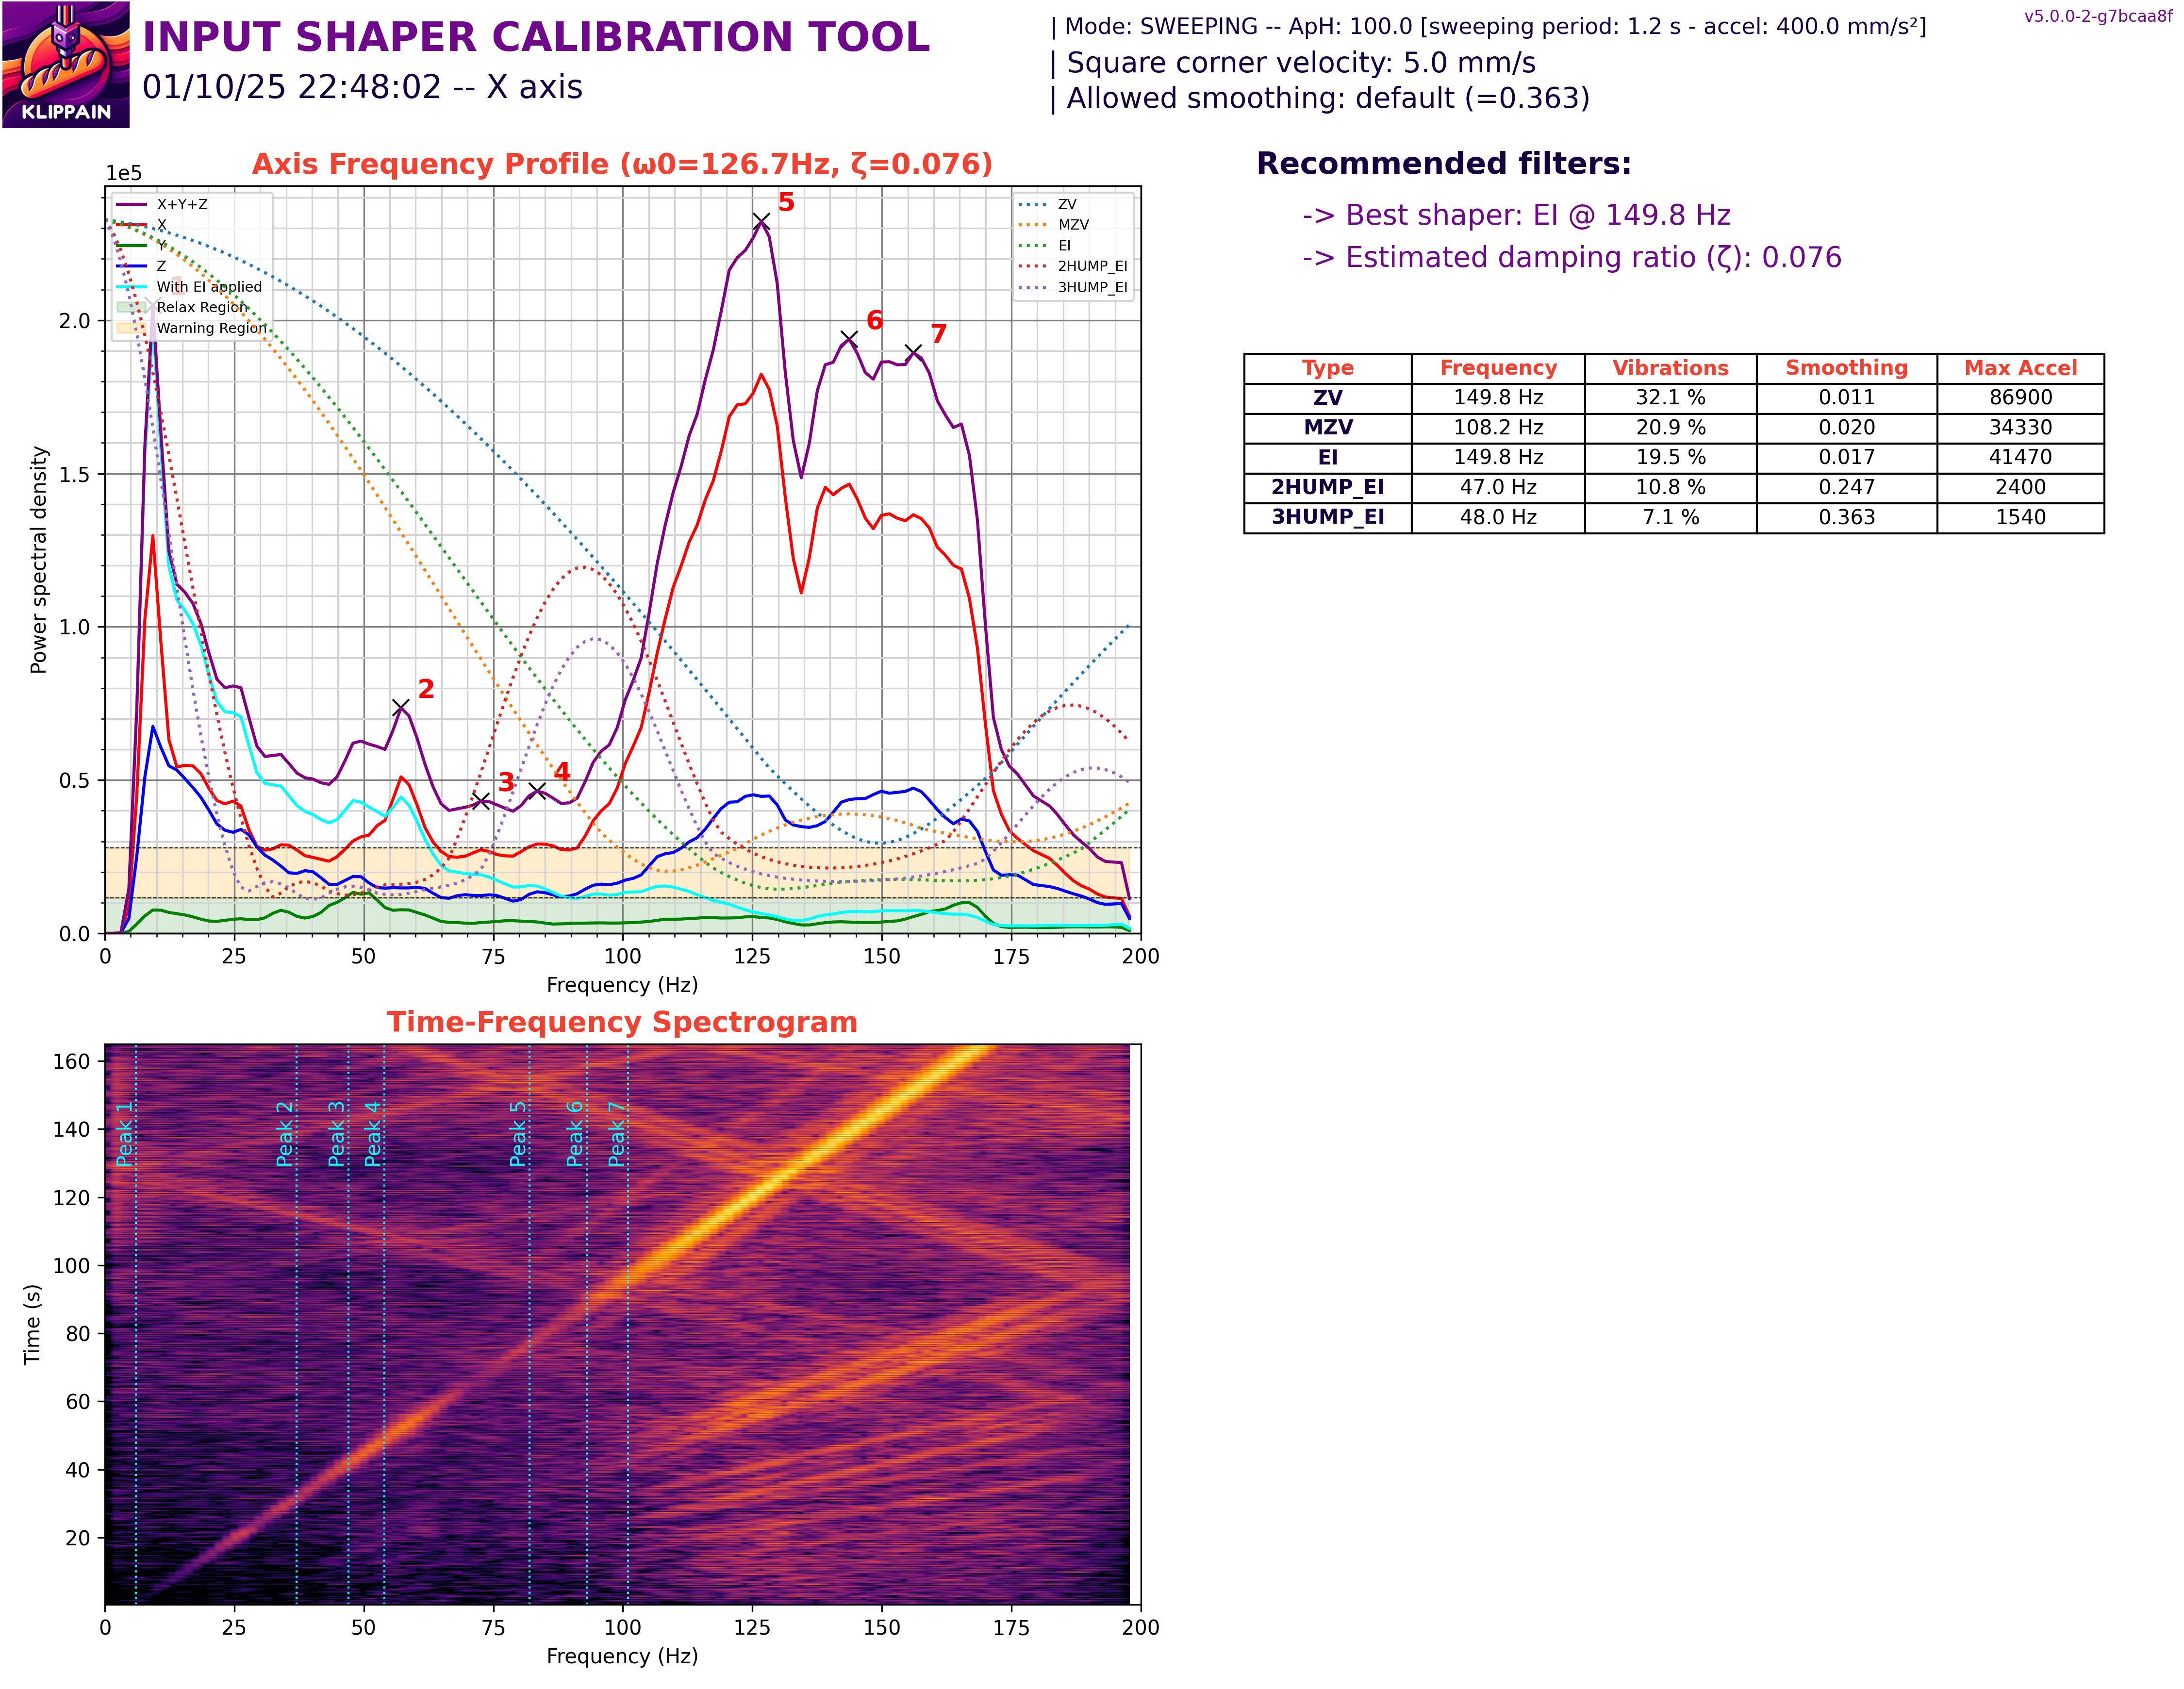 KLIPPAIN
INPUT SHAPER CALIBRATION TOOL
01/10/25 22:48:02 -- X axis
| Mode: SWEEPING -- ApH: 100.0 [sweeping period: 1.2 s - accel: 400.0 mm/s²]
| Square corner velocity: 5.0 mm/s
| Allowed smoothing: default (=0.363)
v5.0.0-2-g7bcaa8f
Axis Frequency Profile (ω0=126.7Hz, ζ=0.076)
1e5
X+Y+Z
X
Y
Z
With EI applied
Relax Region
Warning Region
ZV
MZV
EI
2HUMP_EI
3HUMP_EI
1
2
3
4
5
6
7
Power spectral density
2.0
1.5
1.0
0.5
0.0
0 25 50 75 100 125 150 175 200
Frequency (Hz)
Recommended filters:
-> Best shaper: EI @ 149.8 Hz
-> Estimated damping ratio (ζ): 0.076
Type Frequency Vibrations Smoothing Max Accel
ZV 149.8 Hz 32.1 % 0.011 86900
MZV 108.2 Hz 20.9 % 0.020 34330
EI 149.8 Hz 19.5 % 0.017 41470
2HUMP_EI 47.0 Hz 10.8 % 0.247 2400
3HUMP_EI 48.0 Hz 7.1 % 0.363 1540
Time-Frequency Spectrogram
Time (s)
160
140
120
100
80
60
40
20
Peak 1
Peak 2
Peak 3
Peak 4
Peak 5
Peak 6
Peak 7
0 25 50 75 100 125 150 175 200
Frequency (Hz)